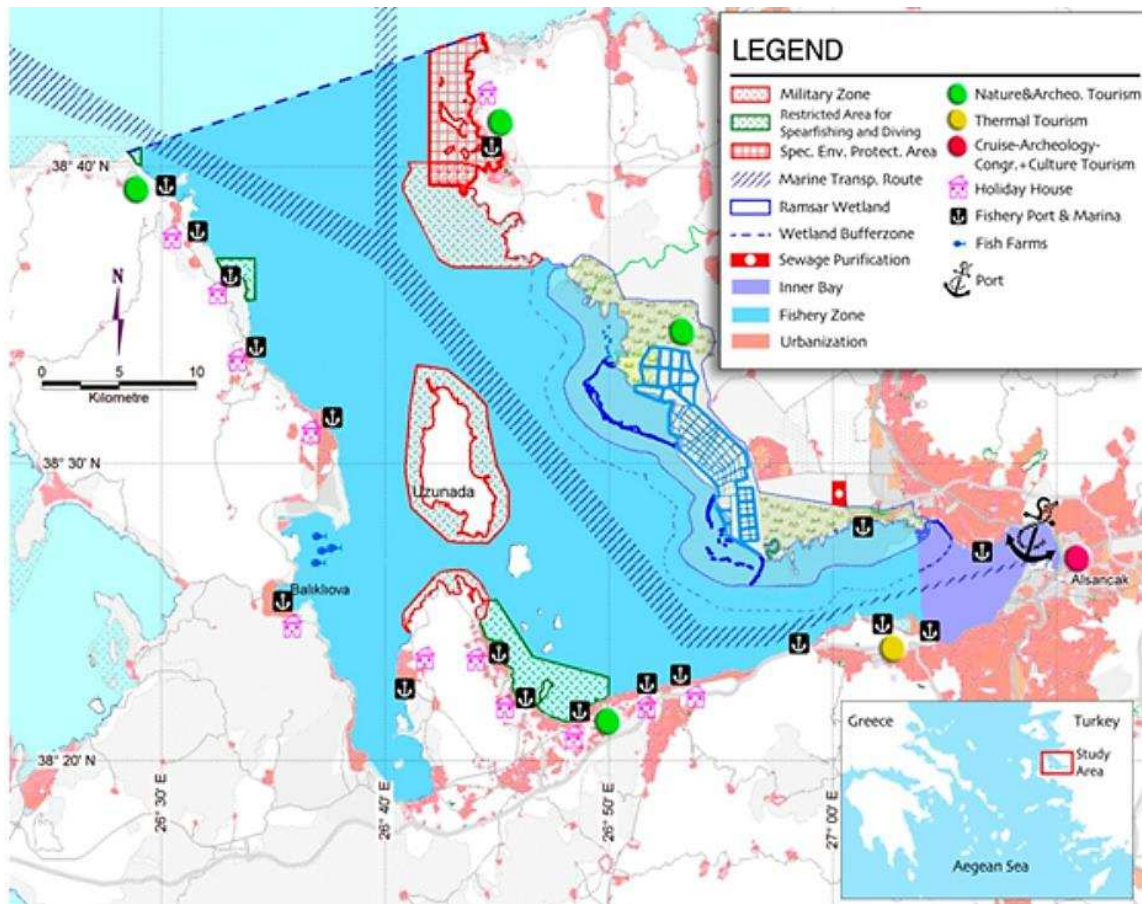 LEGEND
Military Zone
Restricted Area for
Spearfishing and Diving
Spec. Env. Protect. Area
Marine Transp. Route
Ramsar Wetland
Wetland Bufferzone
Sewage Purification
Inner Bay
Fishery Zone
Urbanization
Nature&Archeo. Tourism
Thermal Tourism
Cruise-Archeology-
Congr.+Culture Tourism
Holiday House
Fishery Port & Marina
Fish Farms
Port
38° 40' N
N
0 5 10
Kilometre
38° 30' N
Uzunada
Balıklıova
Alsancak
38° 20' N
26° 30' E
26° 40' E
26° 50' E
27° 00' E
Greece
Turkey
Study
Area
Aegean Sea